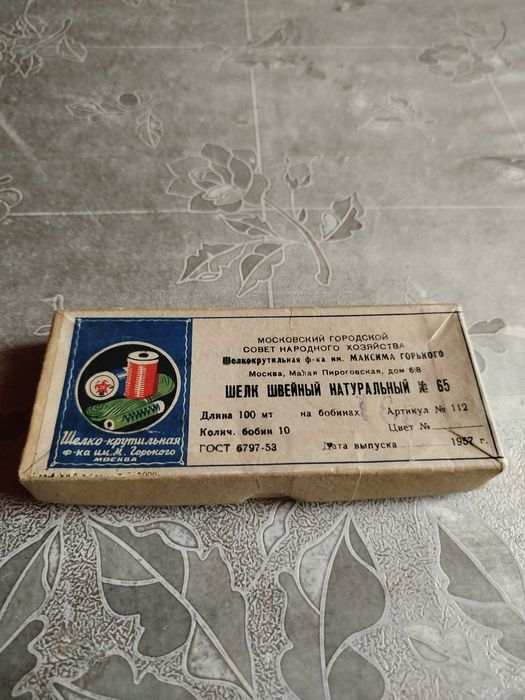 МОСКОВСКИЙ ГОРОДСКОЙ
СОВЕТ НАРОДНОГО ХОЗЯЙСТВА
Шелкокрутильная ф-ка им. МАКСИМА ГОРЬКОГО
Москва, Малая Пироговская, дом 6/8
ШЕЛК ШВЕЙНЫЙ НАТУРАЛЬНЫЙ № 65
Длина 100 мт на бобинах Артикул № 112
Колич. бобин 10 Цвет №
ГОСТ 6797-53 Дата выпуска 1957 г.
Шелко-крутильная
ф-ка им. М. Горького
МОСКВА